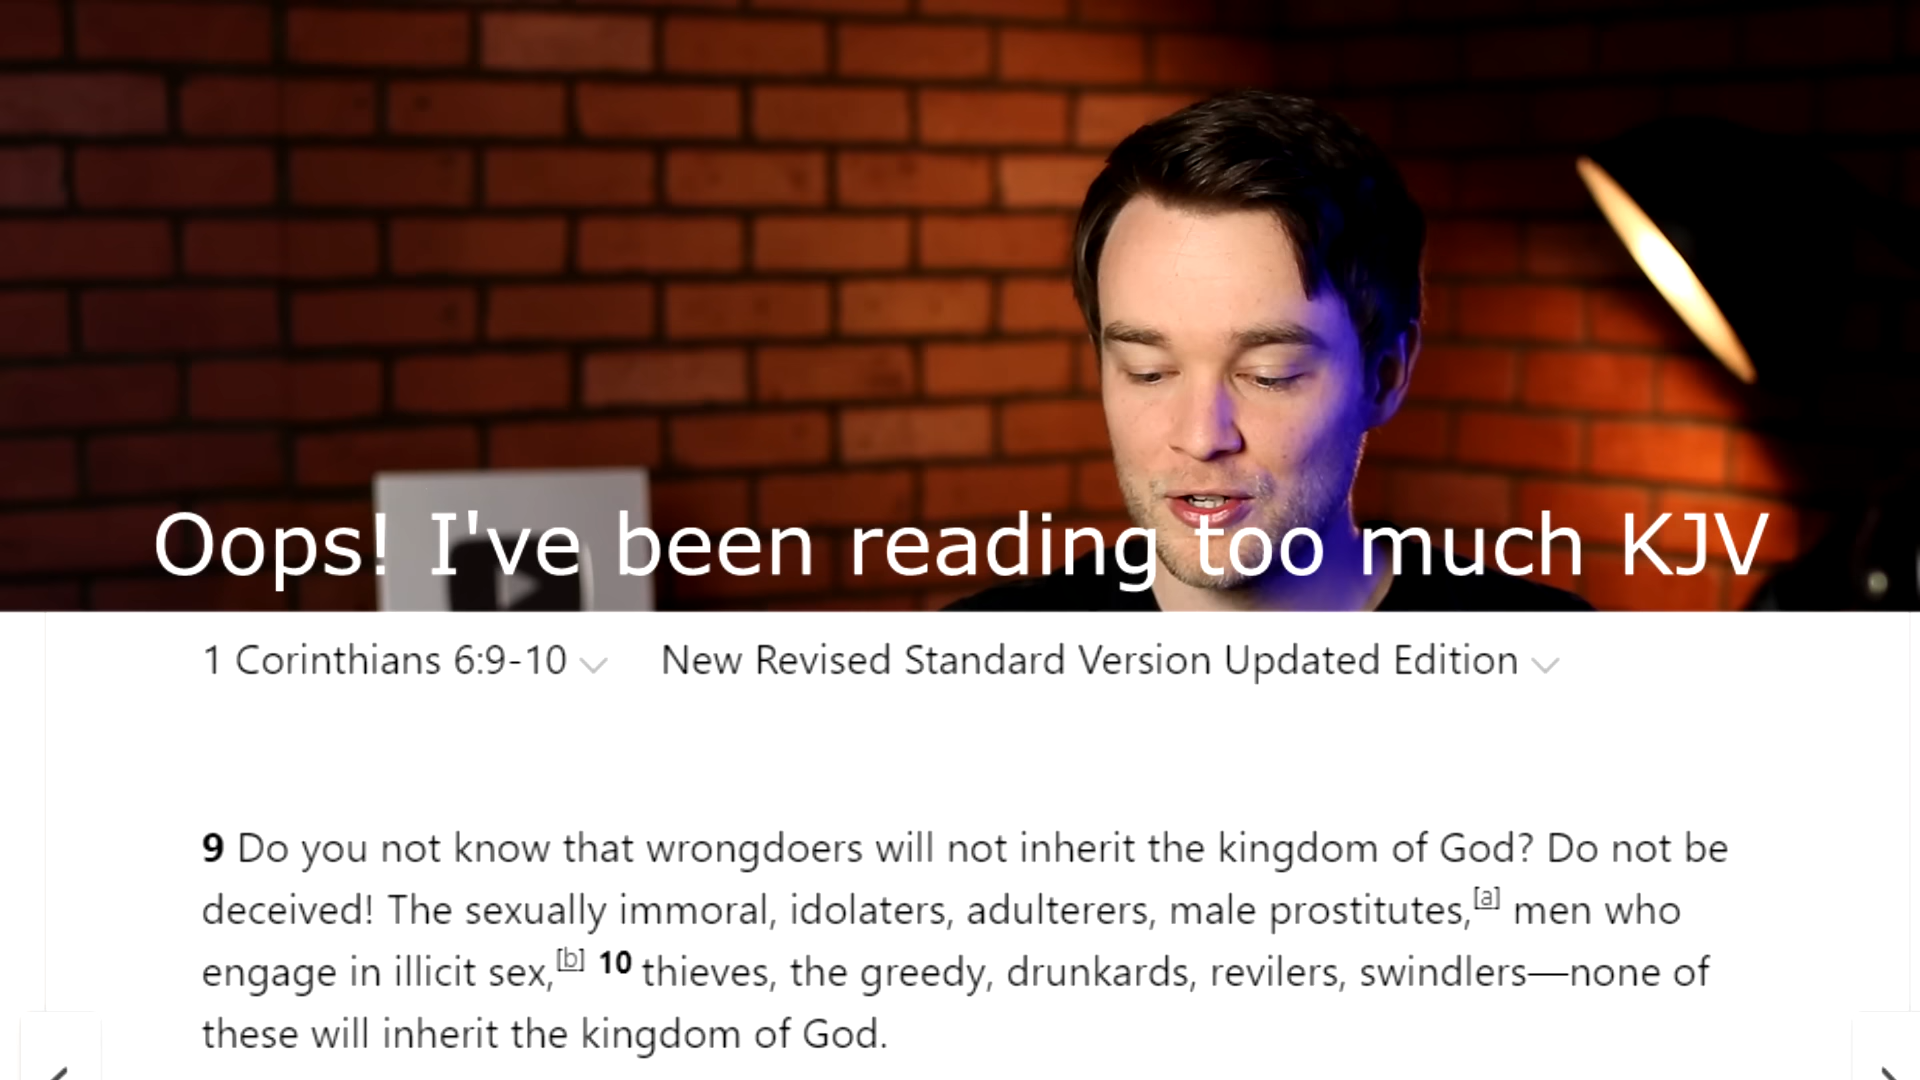 Oops! I've been reading too much KJV
1 Corinthians 6:9-10 New Revised Standard Version Updated Edition
9 Do you not know that wrongdoers will not inherit the kingdom of God? Do not be
deceived! The sexually immoral, idolaters, adulterers, male prostitutes,[a] men who
engage in illicit sex,[b] 10 thieves, the greedy, drunkards, revilers, swindlers—none of
these will inherit the kingdom of God.